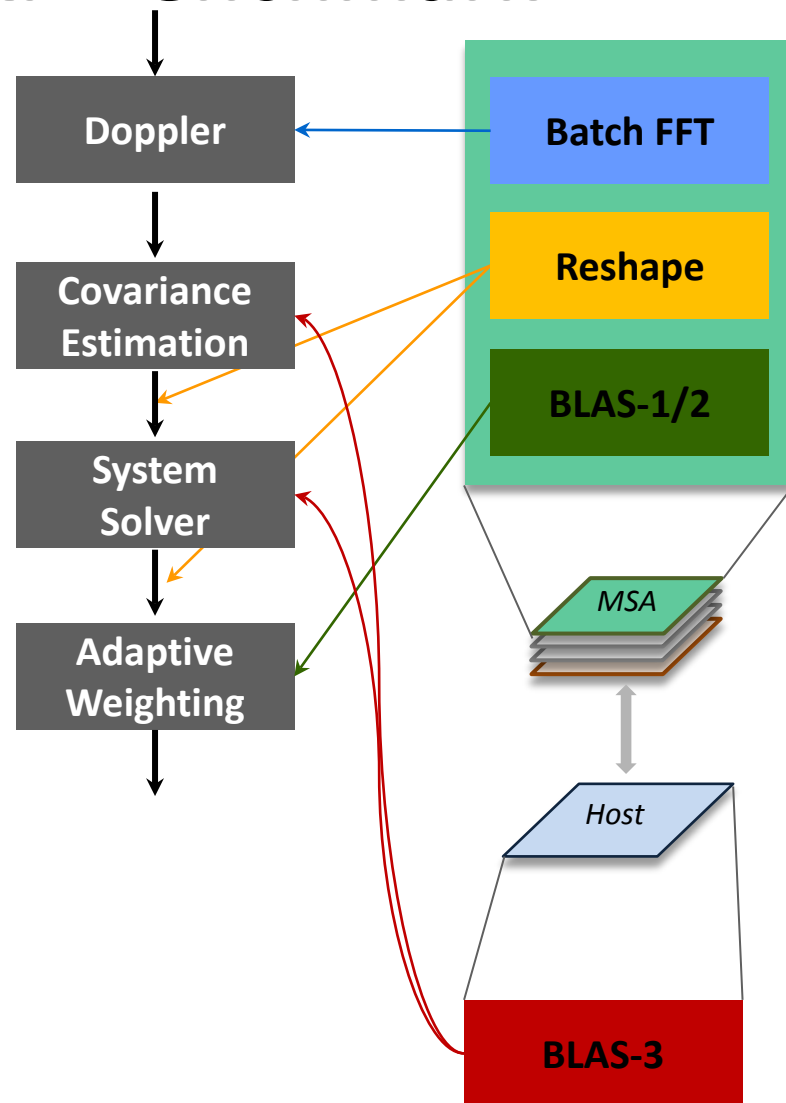 Doppler
Covariance
Estimation
System
Solver
Adaptive
Weighting
Batch FFT
Reshape
BLAS-1/2
MSA
Host
BLAS-3